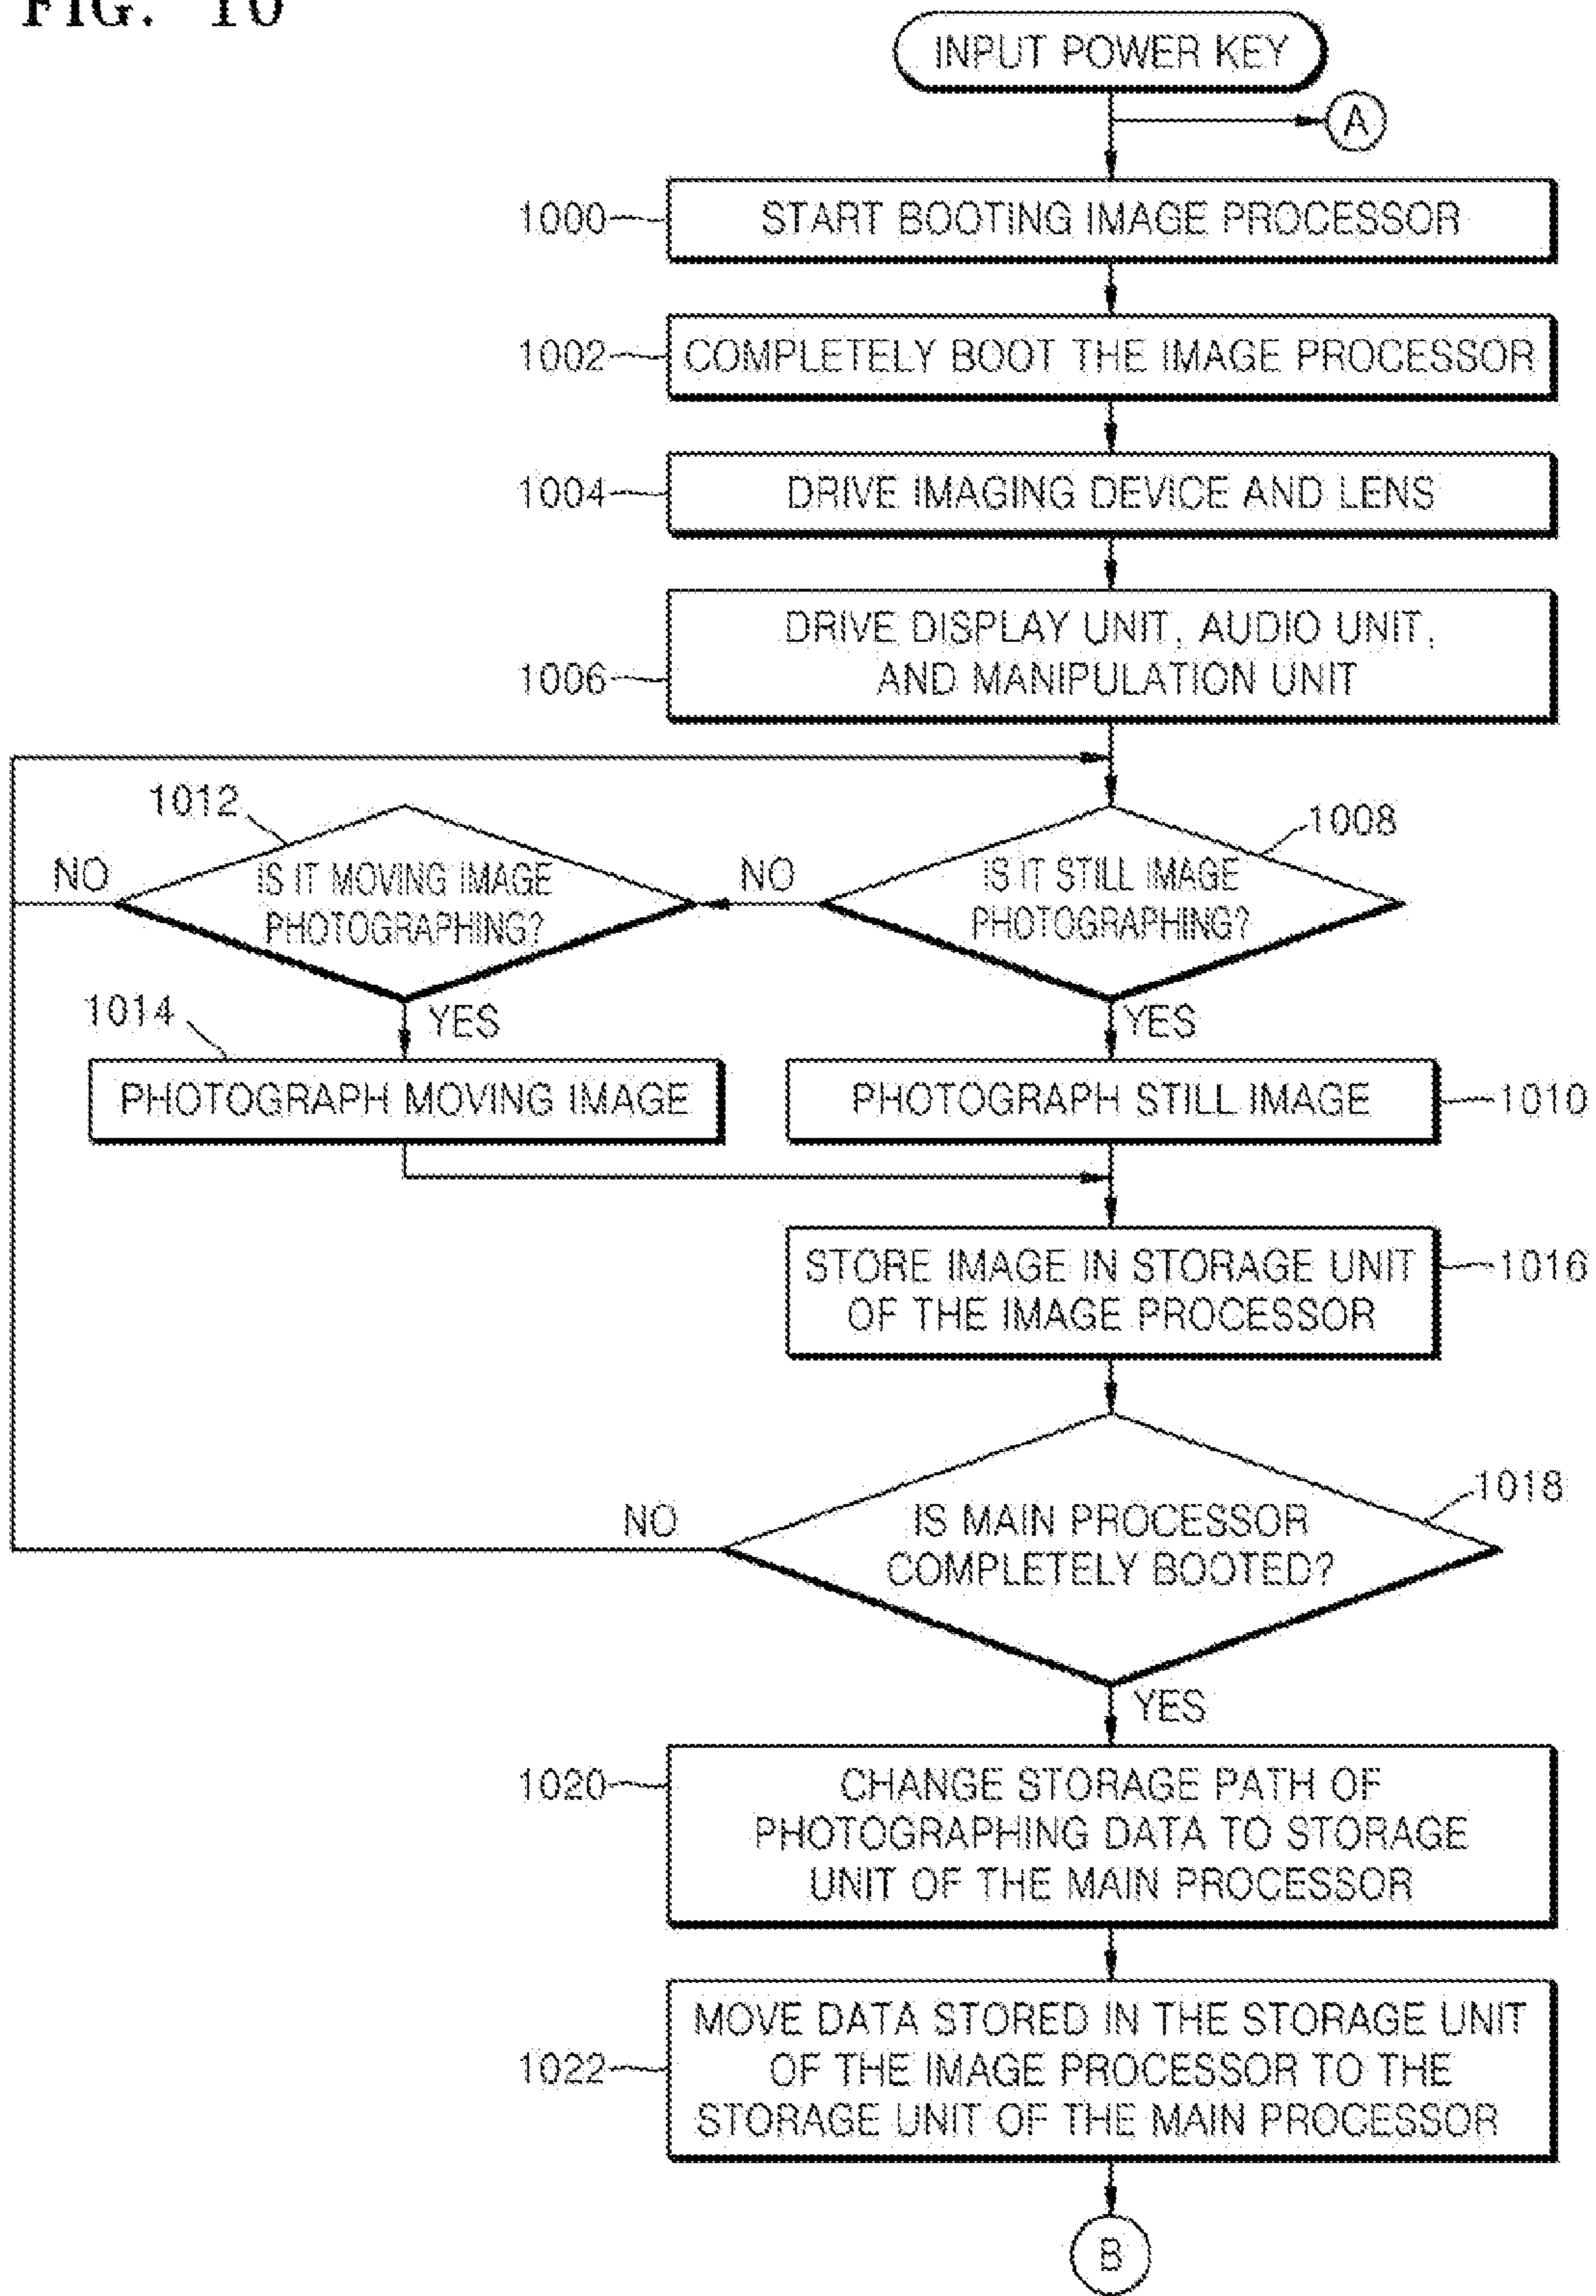 FIG. 10
INPUT POWER KEY
A
1000
START BOOTING IMAGE PROCESSOR
1002
COMPLETELY BOOT THE IMAGE PROCESSOR
1004
DRIVE IMAGING DEVICE AND LENS
1006
DRIVE DISPLAY UNIT, AUDIO UNIT,
AND MANIPULATION UNIT
1012
1008
NO
IS IT MOVING IMAGE
PHOTOGRAPHING?
NO
IS IT STILL IMAGE
PHOTOGRAPHING?
1014
YES
YES
PHOTOGRAPH MOVING IMAGE
PHOTOGRAPH STILL IMAGE
1010
STORE IMAGE IN STORAGE UNIT
OF THE IMAGE PROCESSOR
1016
1018
NO
IS MAIN PROCESSOR
COMPLETELY BOOTED?
YES
1020
CHANGE STORAGE PATH OF
PHOTOGRAPHING DATA TO STORAGE
UNIT OF THE MAIN PROCESSOR
1022
MOVE DATA STORED IN THE STORAGE UNIT
OF THE IMAGE PROCESSOR TO THE
STORAGE UNIT OF THE MAIN PROCESSOR
B